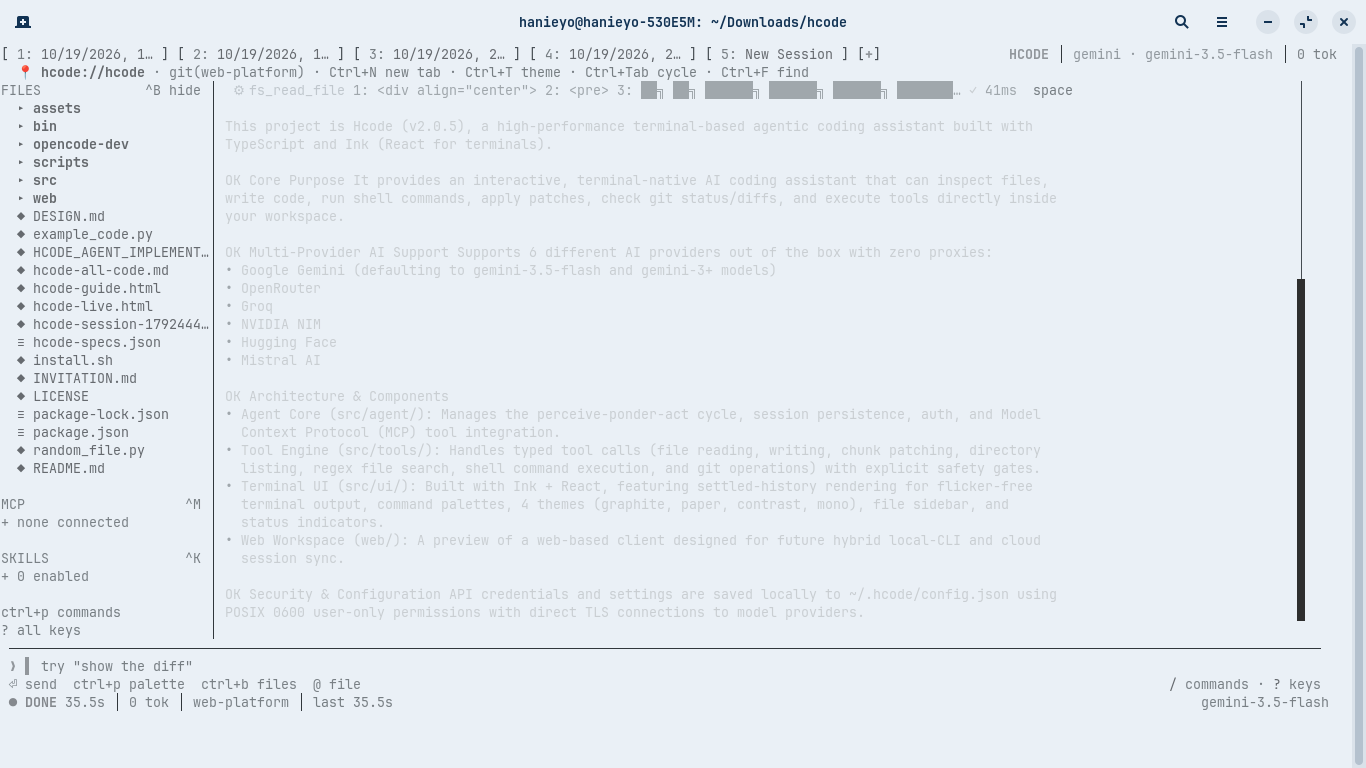 hanieyo@hanieyo-530E5M: ~/Downloads/hcode
[ 1: 10/19/2026, 1… ] [ 2: 10/19/2026, 1… ] [ 3: 10/19/2026, 2… ] [ 4: 10/19/2026, 2… ] [ 5: New Session ] [+] HCODE │ gemini · gemini-3.5-flash │ 0 tok
📍 hcode://hcode · git(web-platform) · Ctrl+N new tab · Ctrl+T theme · Ctrl+Tab cycle · Ctrl+F find
FILES ^B hide
▸ assets
▸ bin
▸ opencode-dev
▸ scripts
▸ src
▸ web
◆ DESIGN.md
◆ example_code.py
◆ HCODE_AGENT_IMPLEMENT…
◆ hcode-all-code.md
◆ hcode-guide.html
◆ hcode-live.html
◆ hcode-session-1792444…
≡ hcode-specs.json
◆ install.sh
◆ INVITATION.md
◆ LICENSE
≡ package-lock.json
≡ package.json
◆ random_file.py
◆ README.md
MCP ^M
+ none connected
SKILLS ^K
+ 0 enabled
ctrl+p commands
? all keys
⚙ fs_read_file 1: <div align="center"> 2: <pre> 3: ██╗ ██╗ ██████╗ ██████╗ ██████╗ ███████… ✓ 41ms space
This project is Hcode (v2.0.5), a high-performance terminal-based agentic coding assistant built with
TypeScript and Ink (React for terminals).
OK Core Purpose It provides an interactive, terminal-native AI coding assistant that can inspect files,
write code, run shell commands, apply patches, check git status/diffs, and execute tools directly inside
your workspace.
OK Multi-Provider AI Support Supports 6 different AI providers out of the box with zero proxies:
• Google Gemini (defaulting to gemini-3.5-flash and gemini-3+ models)
• OpenRouter
• Groq
• NVIDIA NIM
• Hugging Face
• Mistral AI
OK Architecture & Components
• Agent Core (src/agent/): Manages the perceive-ponder-act cycle, session persistence, auth, and Model
Context Protocol (MCP) tool integration.
• Tool Engine (src/tools/): Handles typed tool calls (file reading, writing, chunk patching, directory
listing, regex file search, shell command execution, and git operations) with explicit safety gates.
• Terminal UI (src/ui/): Built with Ink + React, featuring settled-history rendering for flicker-free
terminal output, command palettes, 4 themes (graphite, paper, contrast, mono), file sidebar, and
status indicators.
• Web Workspace (web/): A preview of a web-based client designed for future hybrid local-CLI and cloud
session sync.
OK Security & Configuration API credentials and settings are saved locally to ~/.hcode/config.json using
POSIX 0600 user-only permissions with direct TLS connections to model providers.
❯ try "show the diff"
⏎ send ctrl+p palette ctrl+b files @ file / commands · ? keys
● DONE 35.5s │ 0 tok │ web-platform │ last 35.5s gemini-3.5-flash